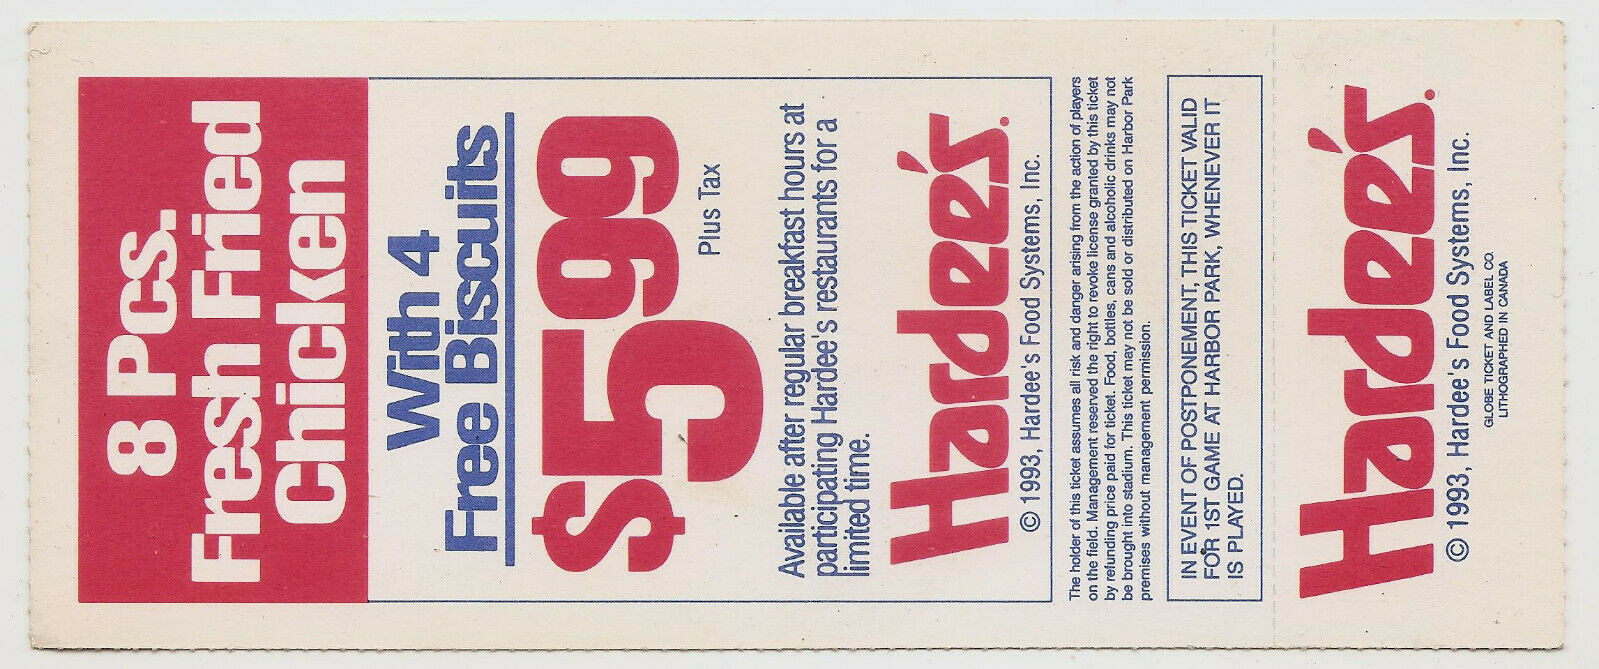 8 Pcs.
Fresh Fried
Chicken
With 4
Free Biscuits
$5.99
Plus Tax
Available after regular breakfast hours at
participating Hardee's restaurants for a
limited time.
Hardee's.
© 1993, Hardee's Food Systems, Inc.
The holder of this ticket assumes all risk and danger arising from the action of players
on the field. Management reserved the right to revoke license granted by this ticket
by refunding price paid for ticket. Food, bottles, cans and alcoholic drinks may not
be brought into stadium. This ticket may not be sold or distributed on Harbor Park
premises without management permission.
IN EVENT OF POSTPONEMENT, THIS TICKET VALID
FOR 1ST GAME AT HARBOR PARK, WHENEVER IT
IS PLAYED.
Hardee's.
© 1993, Hardee's Food Systems, Inc.
GLOBE TICKET AND LABEL CO.
LITHOGRAPHED IN CANADA